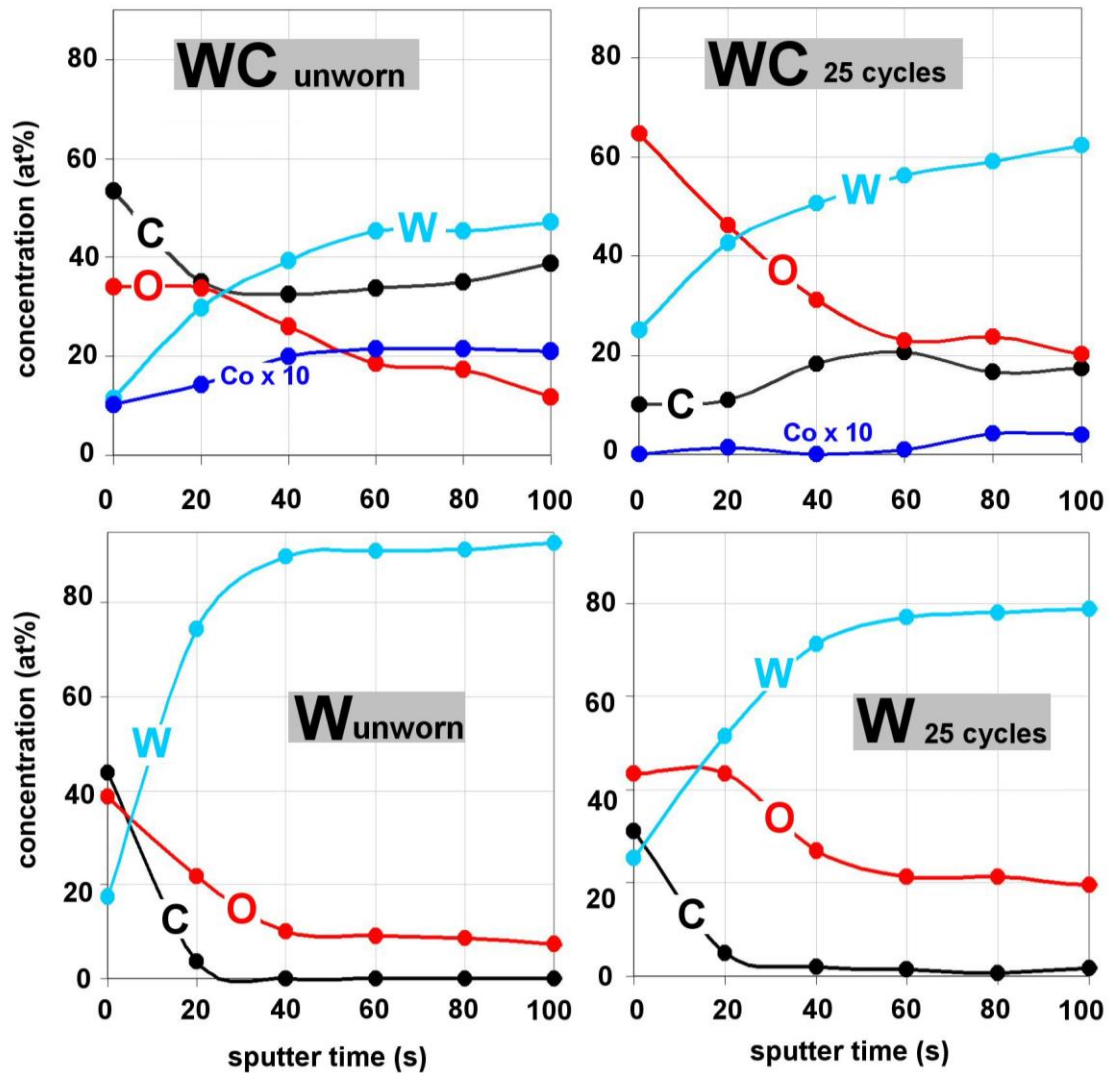 WC unworn
80
60
40
20
0
C
O
W
Co x 10
0 20 40 60 80 100
concentration (at%)
WC 25 cycles
80
60
40
20
0
W
O
C
Co x 10
0 20 40 60 80 100
W unworn
80
60
40
20
0
W
C
O
0 20 40 60 80 100
concentration (at%)
sputter time (s)
W 25 cycles
80
60
40
20
0
W
O
C
0 20 40 60 80 100
sputter time (s)